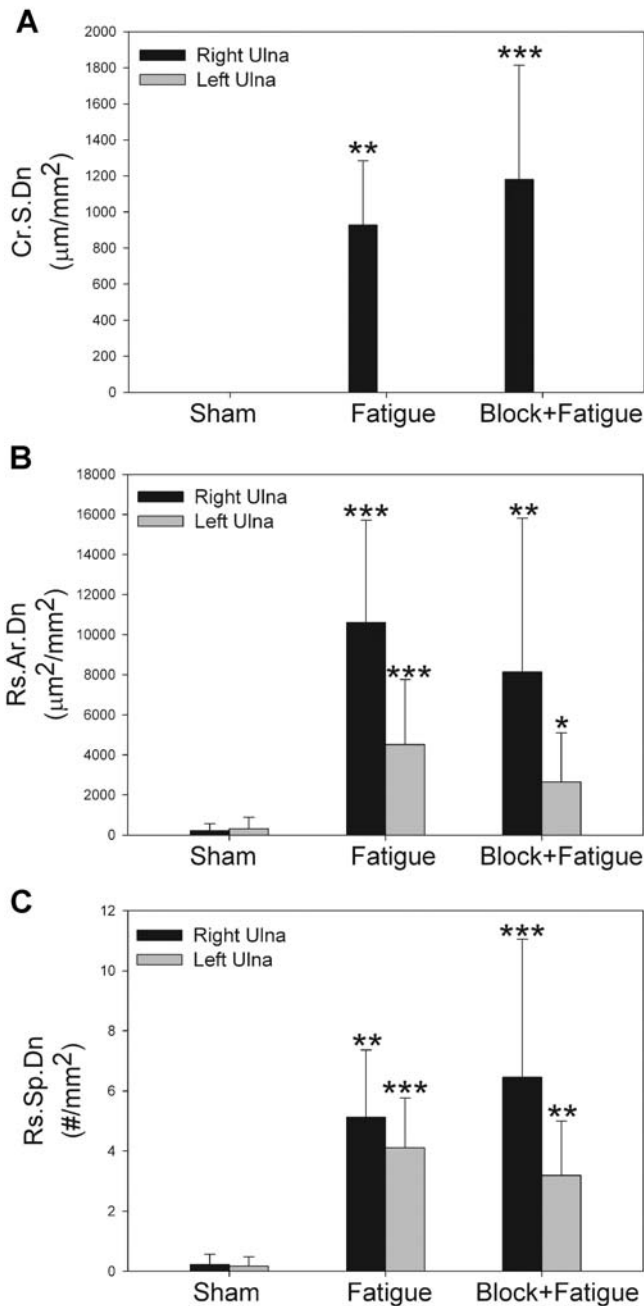 A
2000
1800
1600
1400
1200
1000
800
600
400
200
0
Cr.S.Dn
(μm/mm²)
Right Ulna
Left Ulna
**
***
Sham Fatigue Block+Fatigue
B
18000
16000
14000
12000
10000
8000
6000
4000
2000
0
Rs.Ar.Dn
(μm²/mm²)
Right Ulna
Left Ulna
***
***
**
*
Sham Fatigue Block+Fatigue
C
12
10
8
6
4
2
0
Rs.Sp.Dn
(#/mm²)
Right Ulna
Left Ulna
**
***
***
**
Sham Fatigue Block+Fatigue